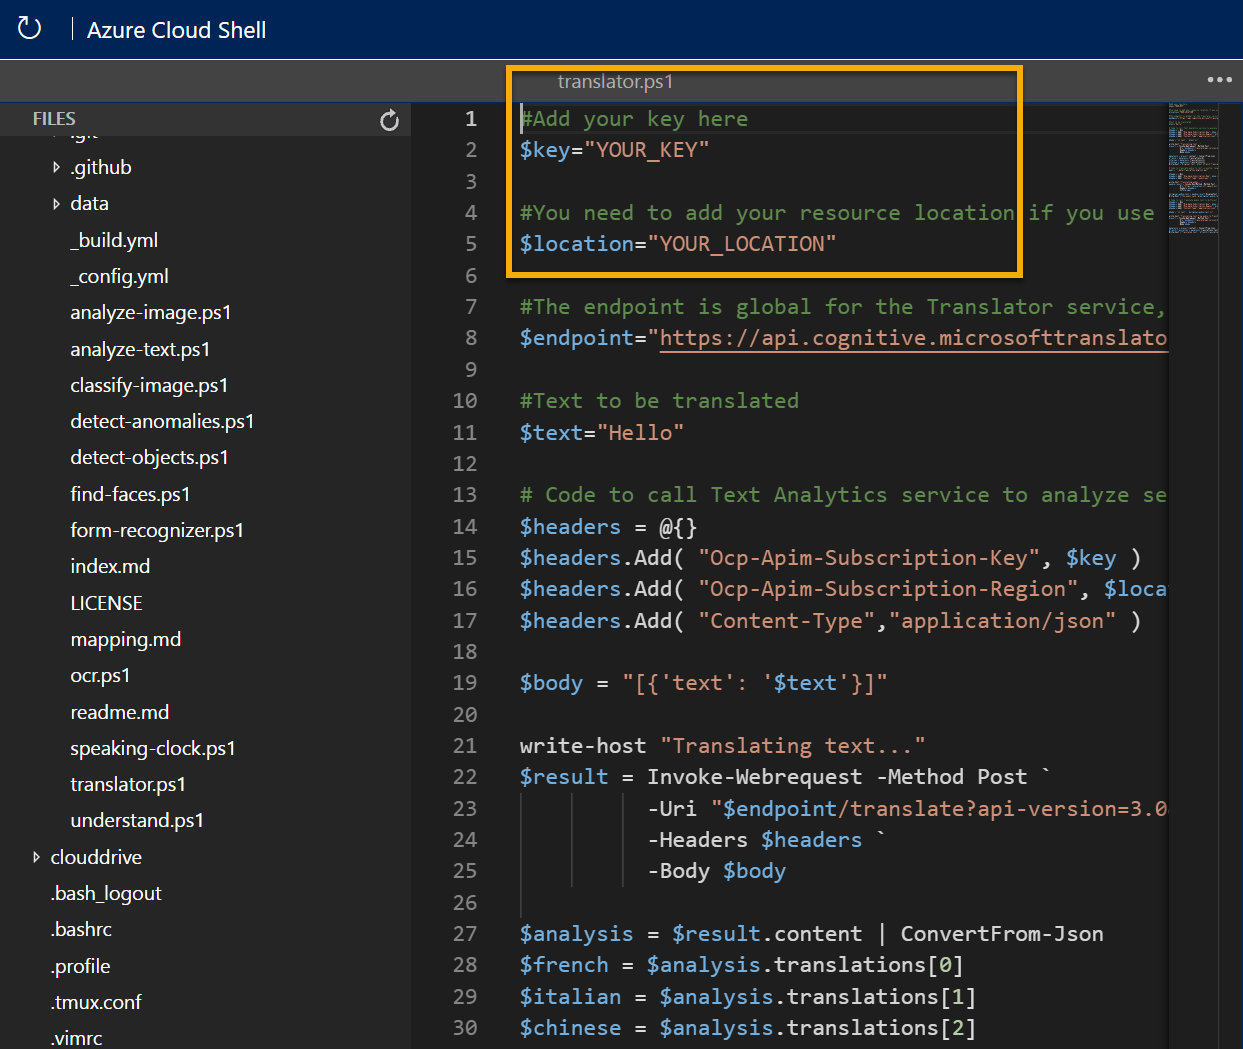 Azure Cloud Shell
translator.ps1
FILES
.git
.github
data
_build.yml
_config.yml
analyze-image.ps1
analyze-text.ps1
classify-image.ps1
detect-anomalies.ps1
detect-objects.ps1
find-faces.ps1
form-recognizer.ps1
index.md
LICENSE
mapping.md
ocr.ps1
readme.md
speaking-clock.ps1
translator.ps1
understand.ps1
clouddrive
.bash_logout
.bashrc
.profile
.tmux.conf
.vimrc
1 #Add your key here
2 $key="YOUR_KEY"
3
4 #You need to add your resource location if you use
5 $location="YOUR_LOCATION"
6
7 #The endpoint is global for the Translator service,
8 $endpoint="https://api.cognitive.microsofttranslato
9
10 #Text to be translated
11 $text="Hello"
12
13 # Code to call Text Analytics service to analyze se
14 $headers = @{}
15 $headers.Add( "Ocp-Apim-Subscription-Key", $key )
16 $headers.Add( "Ocp-Apim-Subscription-Region", $loca
17 $headers.Add( "Content-Type","application/json" )
18
19 $body = "[{'text': '$text'}]"
20
21 write-host "Translating text..."
22 $result = Invoke-Webrequest -Method Post `
23 -Uri "$endpoint/translate?api-version=3.0
24 -Headers $headers `
25 -Body $body
26
27 $analysis = $result.content | ConvertFrom-Json
28 $french = $analysis.translations[0]
29 $italian = $analysis.translations[1]
30 $chinese = $analysis.translations[2]